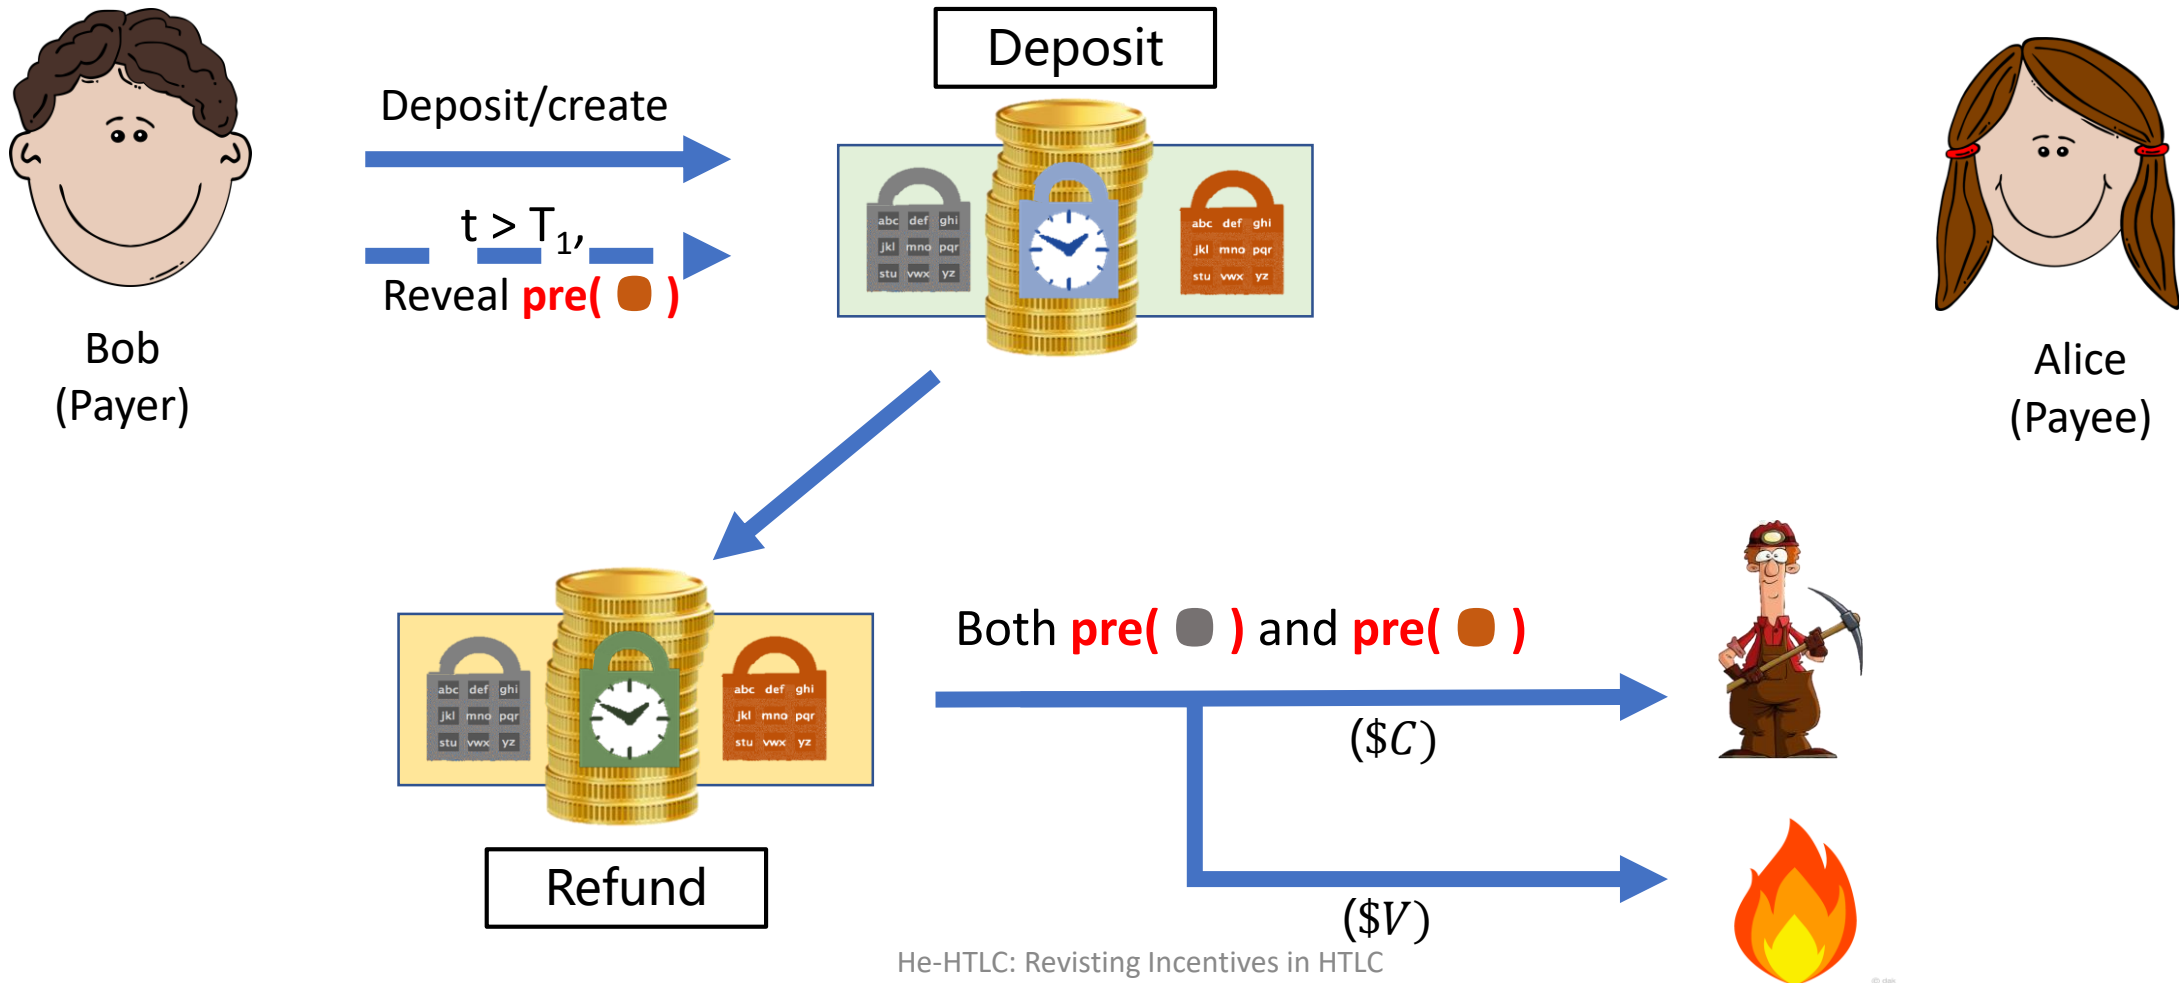 Deposit
Deposit/create
t > T₁,
Reveal pre( )
abc def ghi
jkl mno pqr
stu vwx yz
abc def ghi
jkl mno pqr
stu vwx yz
Bob
(Payer)
Alice
(Payee)
Both pre( ) and pre( )
abc def ghi
jkl mno pqr
stu vwx yz
abc def ghi
jkl mno pqr
stu vwx yz
($C)
Refund
($V)
He-HTLC: Revisting Incentives in HTLC